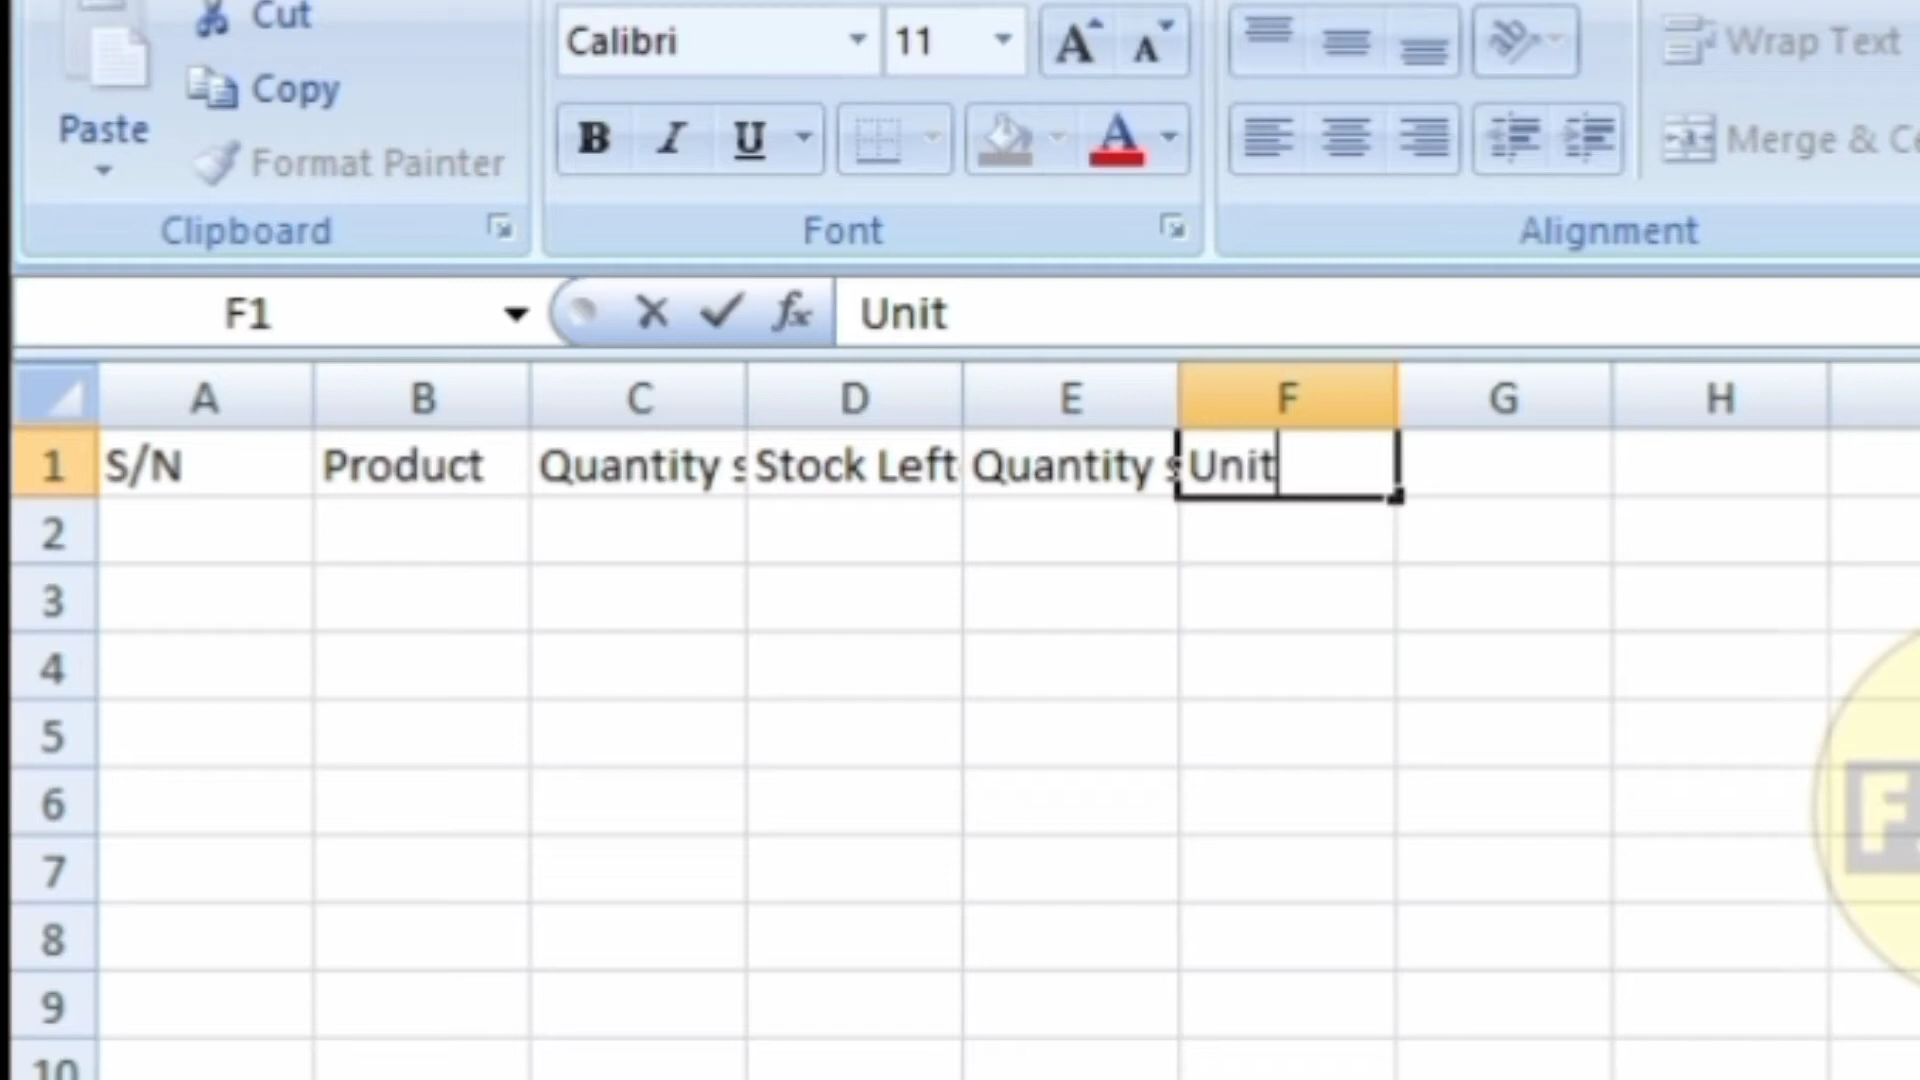 Cut
Copy
Paste
Format Painter
Clipboard
Calibri 11 A A
B I U A
Font
Wrap Text
Merge &
Alignment
F1 fx Unit
A B C D E F G H
1 S/N Product Quantity s Stock Left Quantity s Unit
2
3
4
5
6
7
8
9
10
F